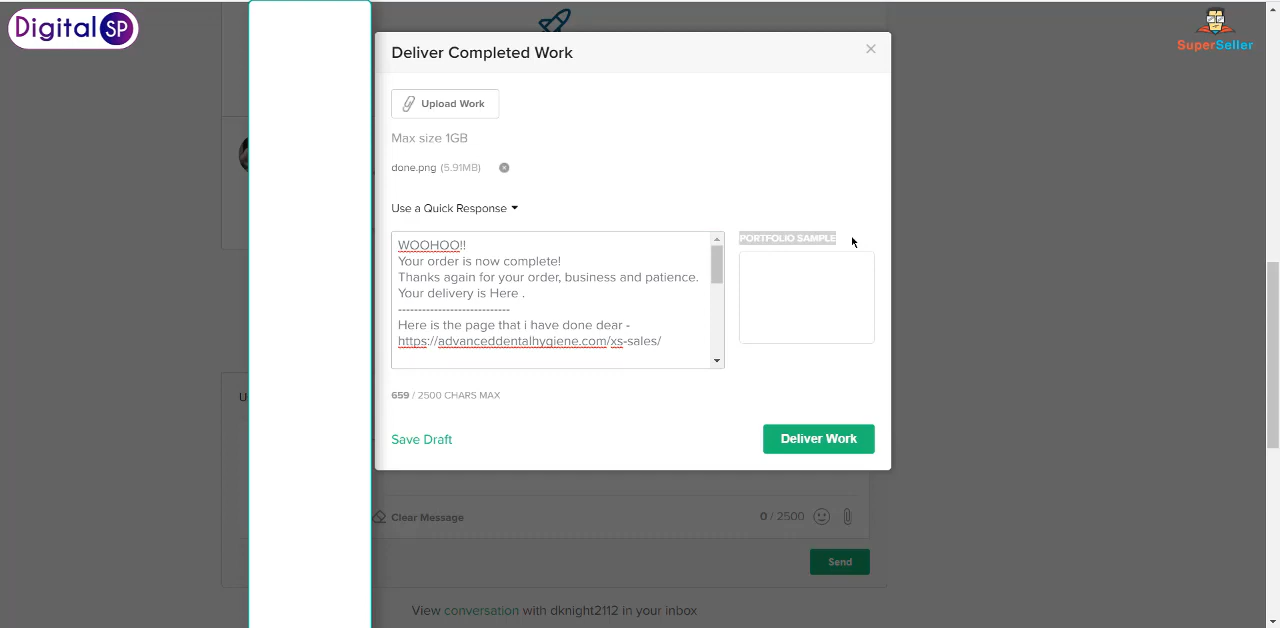 Digital SP
SuperSeller
Deliver Completed Work
Upload Work
Max size 1GB
done.png (5.91MB)
Use a Quick Response
WOOHOO!!
Your order is now complete!
Thanks again for your order, business and patience.
Your delivery is Here .
----------------------------
Here is the page that i have done dear -
https://advanceddentalhygiene.com/xs-sales/
PORTFOLIO SAMPLE
659 / 2500 CHARS MAX
Save Draft
Deliver Work
U
Clear Message
0 / 2500
Send
View conversation with dknight2112 in your inbox